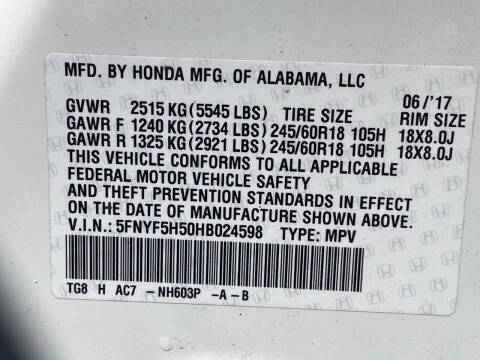 MFD. BY HONDA MFG. OF ALABAMA, LLC
06/'17
GVWR 2515 KG (5545 LBS) TIRE SIZE RIM SIZE
GAWR F 1240 KG (2734 LBS) 245/60R18 105H 18X8.0J
GAWR R 1325 KG (2921 LBS) 245/60R18 105H 18X8.0J
THIS VEHICLE CONFORMS TO ALL APPLICABLE
FEDERAL MOTOR VEHICLE SAFETY
AND THEFT PREVENTION STANDARDS IN EFFECT
ON THE DATE OF MANUFACTURE SHOWN ABOVE.
V.I.N.: 5FNYF5H50HB024598 TYPE: MPV
TG8 H AC7 -NH603P -A-B